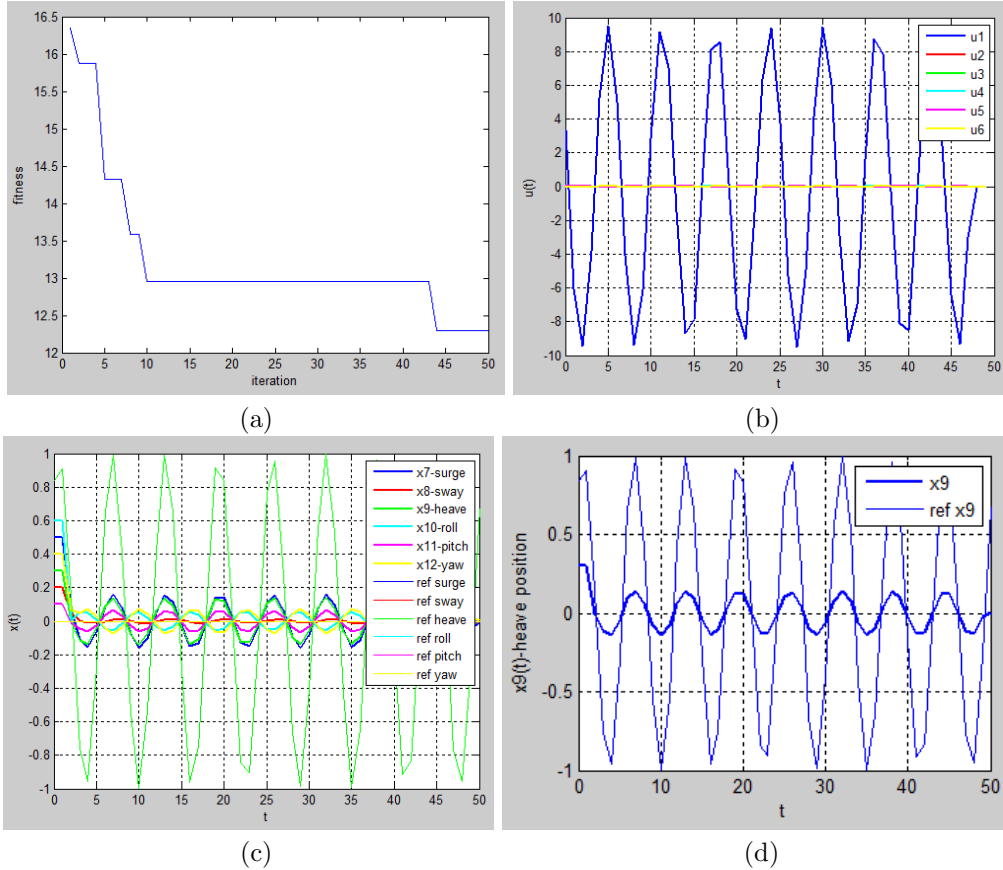 16.5
16
15.5
15
14.5
14
13.5
13
12.5
12
fitness
0 5 10 15 20 25 30 35 40 45 50
iteration
(a)
10
8
6
4
2
0
-2
-4
-6
-8
-10
u(t)
u1
u2
u3
u4
u5
u6
0 5 10 15 20 25 30 35 40 45 50
t
(b)
1
0.8
0.6
0.4
0.2
0
-0.2
-0.4
-0.6
-0.8
-1
x(t)
x7-surge
x8-sway
x9-heave
x10-roll
x11-pitch
x12-yaw
ref surge
ref sway
ref heave
ref roll
ref pitch
ref yaw
0 5 10 15 20 25 30 35 40 45 50
t
(c)
1
0.5
0
-0.5
-1
x9(t)-heave position
x9
ref x9
0 10 20 30 40 50
t
(d)